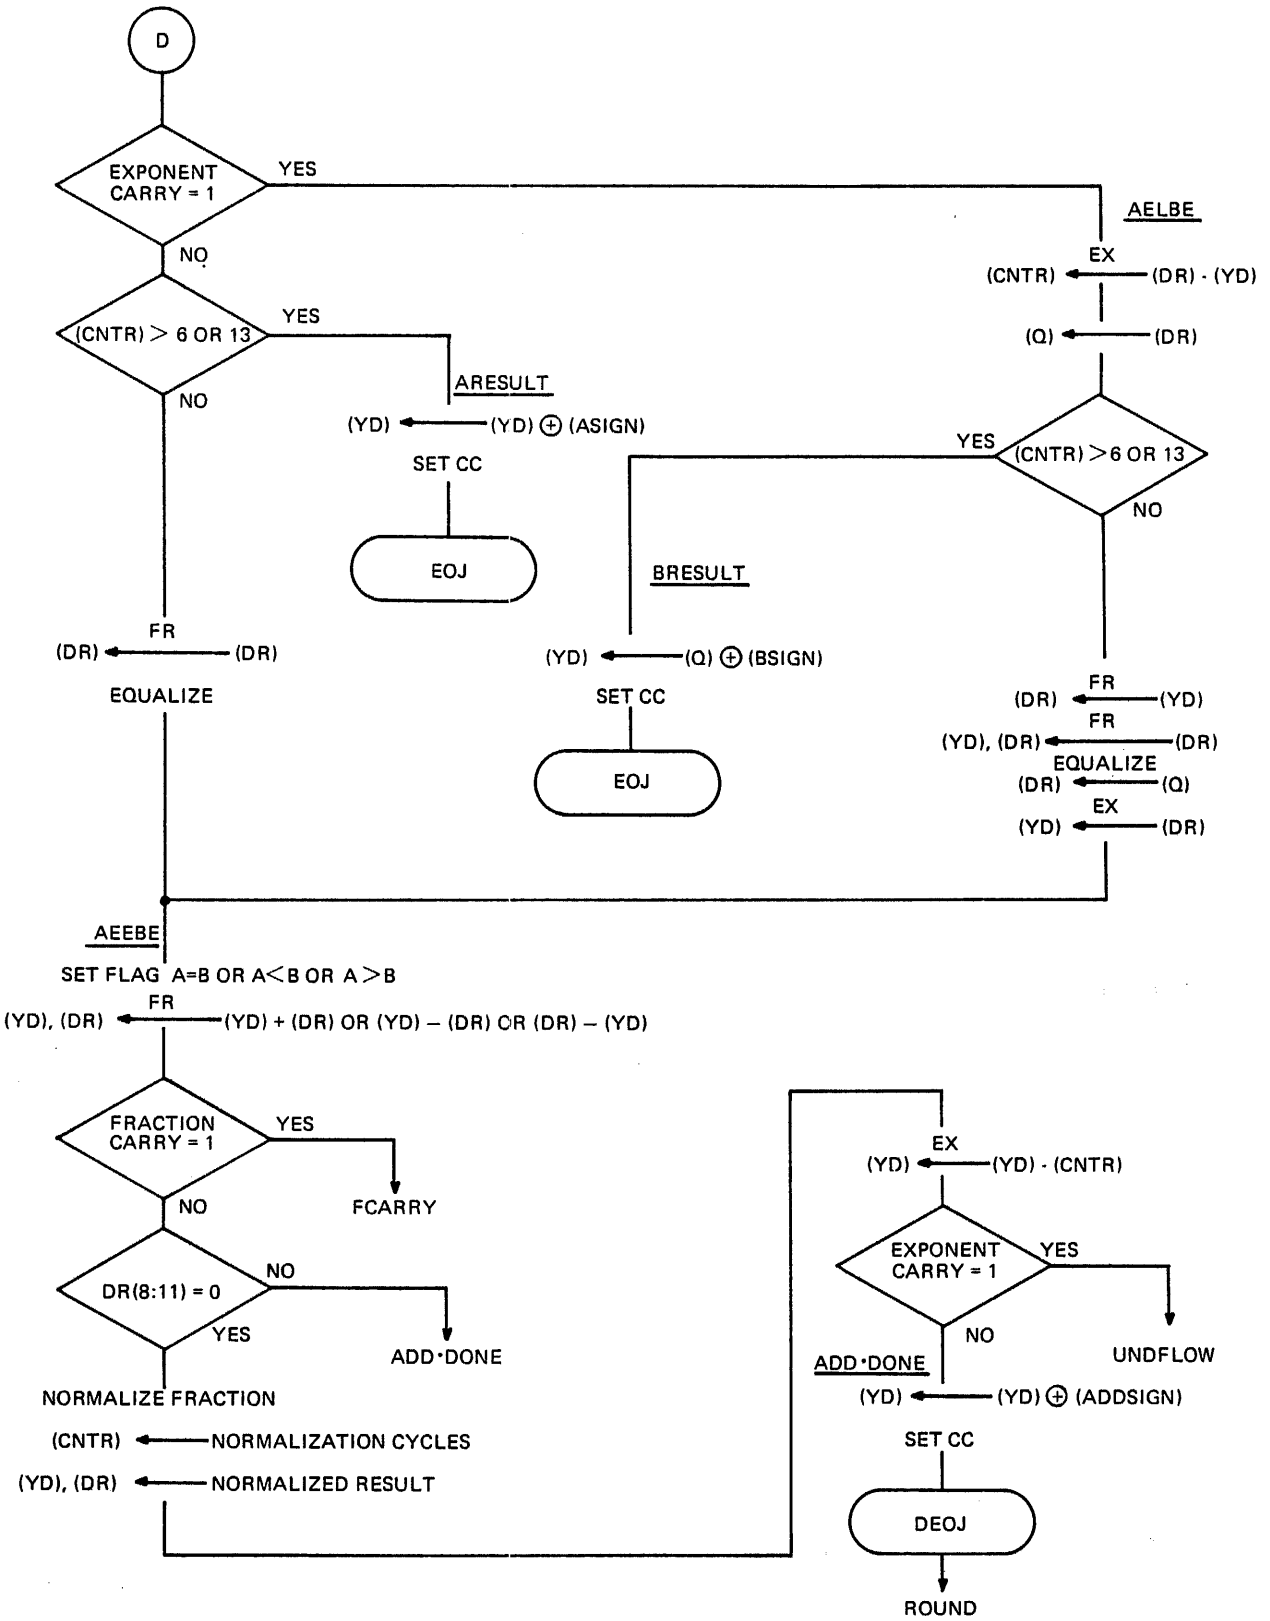 D
EXPONENT
CARRY = 1
YES
NO
AELBE
EX
(CNTR) (DR) - (YD)
(Q) (DR)
(CNTR) > 6 OR 13
YES
NO
ARESULT
(YD) (YD) ⊕ (ASIGN)
SET CC
EOJ
YES
(CNTR) > 6 OR 13
NO
BRESULT
(YD) (Q) ⊕ (BSIGN)
SET CC
EOJ
FR
(DR) (DR)
EQUALIZE
FR
(DR) (YD)
FR
(YD), (DR) (DR)
EQUALIZE
(DR) (Q)
EX
(YD) (DR)
AEEBE
SET FLAG A=B OR A<B OR A>B
FR
(YD), (DR) (YD) + (DR) OR (YD) – (DR) OR (DR) – (YD)
FRACTION
CARRY = 1
YES
FCARRY
NO
DR(8:11) = 0
NO
ADD•DONE
YES
NORMALIZE FRACTION
(CNTR) NORMALIZATION CYCLES
(YD), (DR) NORMALIZED RESULT
EX
(YD) (YD) - (CNTR)
EXPONENT
CARRY = 1
YES
UNDFLOW
NO
ADD•DONE
(YD) (YD) ⊕ (ADDSIGN)
SET CC
DEOJ
ROUND